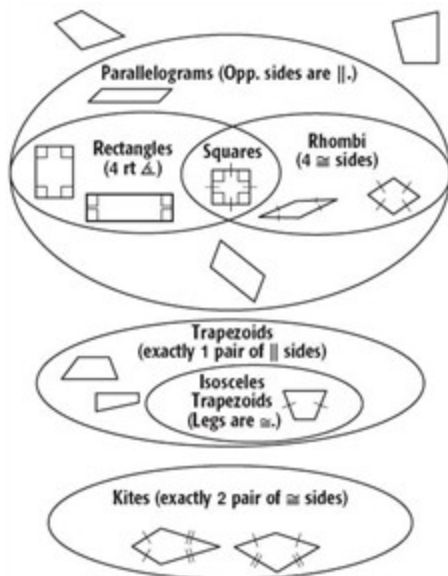 Parallelograms (Opp. sides are ||.)
Rectangles
(4 rt ∡)
Squares
Rhombi
(4 ≅ sides)
Trapezoids
(exactly 1 pair of || sides)
Isosceles
Trapezoids
(Legs are ≅.)
Kites (exactly 2 pair of ≅ sides)